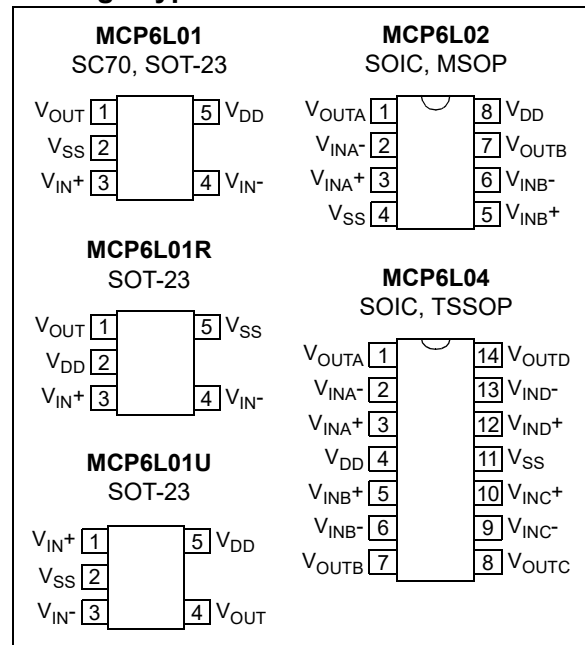 MCP6L01
SC70, SOT-23
VOUT 1 5 VDD
VSS 2
VIN+ 3 4 VIN-
MCP6L01R
SOT-23
VOUT 1 5 VSS
VDD 2
VIN+ 3 4 VIN-
MCP6L01U
SOT-23
VIN+ 1 5 VDD
VSS 2
VIN- 3 4 VOUT
MCP6L02
SOIC, MSOP
VOUTA 1 8 VDD
VINA- 2 7 VOUTB
VINA+ 3 6 VINB-
VSS 4 5 VINB+
MCP6L04
SOIC, TSSOP
VOUTA 1 14 VOUTD
VINA- 2 13 VIND-
VINA+ 3 12 VIND+
VDD 4 11 VSS
VINB+ 5 10 VINC+
VINB- 6 9 VINC-
VOUTB 7 8 VOUTC